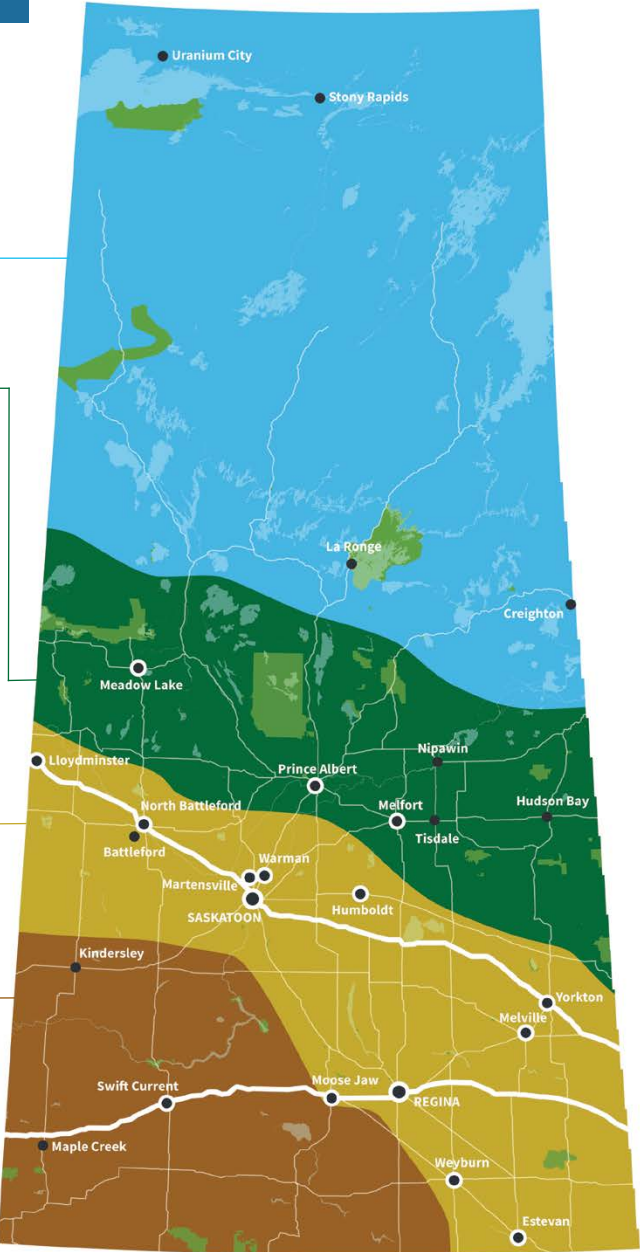 Uranium City
Stony Rapids
La Ronge
Creighton
Meadow Lake
Nipawin
Lloydminster
Prince Albert
North Battleford
Melfort
Hudson Bay
Tisdale
Battleford
Warman
Martensville
Humboldt
SASKATOON
Kindersley
Yorkton
Melville
Moose Jaw
Swift Current
REGINA
Maple Creek
Weyburn
Estevan